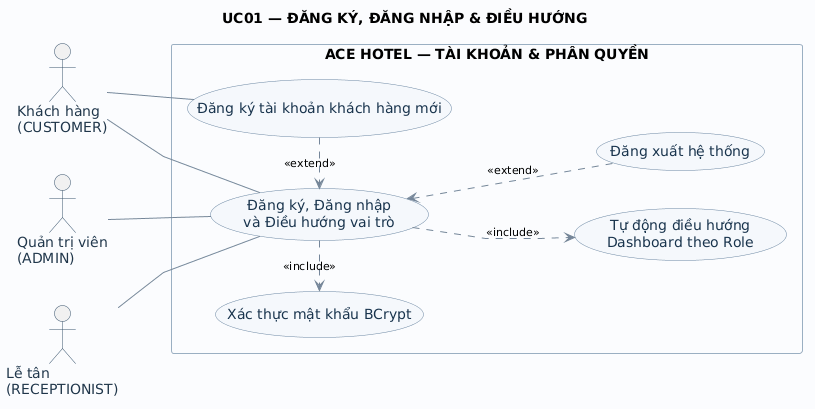 UC01 — ĐĂNG KÝ, ĐĂNG NHẬP & ĐIỀU HƯỚNG
ACE HOTEL — TÀI KHOẢN & PHÂN QUYỀN
Khách hàng
(CUSTOMER)
Đăng ký tài khoản khách hàng mới
«extend»
Đăng xuất hệ thống
«extend»
Quản trị viên
(ADMIN)
Đăng ký, Đăng nhập
và Điều hướng vai trò
Tự động điều hướng
Dashboard theo Role
«include»
«include»
Xác thực mật khẩu BCrypt
Lễ tân
(RECEPTIONIST)